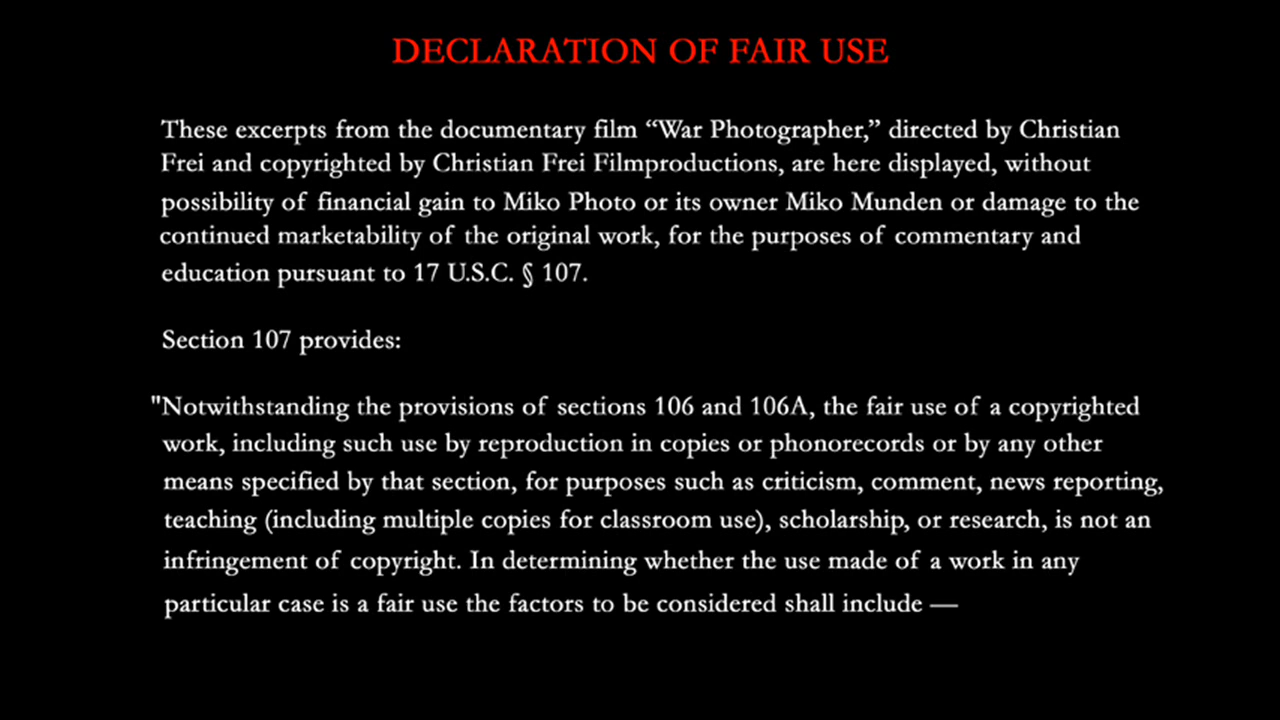 DECLARATION OF FAIR USE
These excerpts from the documentary film “War Photographer,” directed by Christian
Frei and copyrighted by Christian Frei Filmproductions, are here displayed, without
possibility of financial gain to Miko Photo or its owner Miko Munden or damage to the
continued marketability of the original work, for the purposes of commentary and
education pursuant to 17 U.S.C. § 107.
Section 107 provides:
"Notwithstanding the provisions of sections 106 and 106A, the fair use of a copyrighted
work, including such use by reproduction in copies or phonorecords or by any other
means specified by that section, for purposes such as criticism, comment, news reporting,
teaching (including multiple copies for classroom use), scholarship, or research, is not an
infringement of copyright. In determining whether the use made of a work in any
particular case is a fair use the factors to be considered shall include —